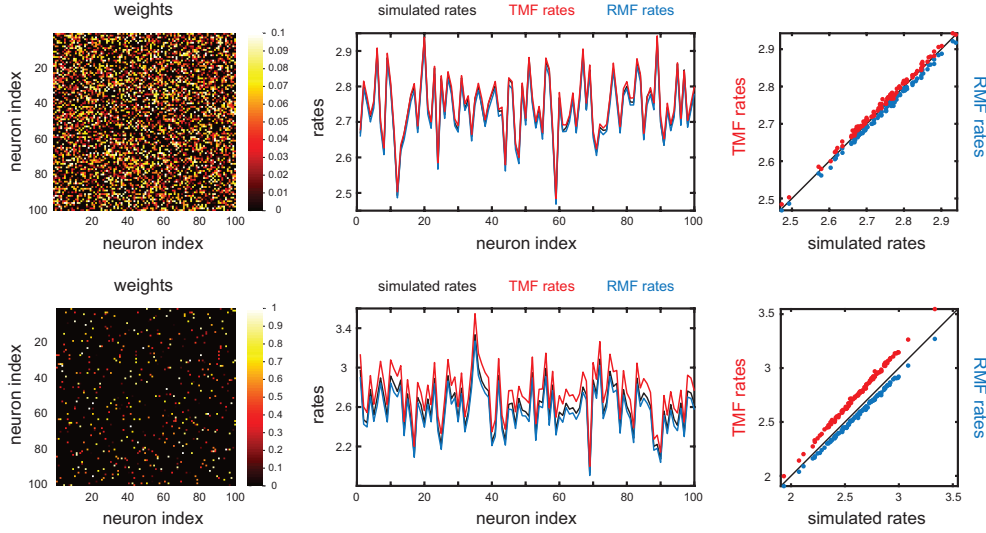 weights
neuron index
20
40
60
80
100
20 40 60 80 100
neuron index
0.1
0.09
0.08
0.07
0.06
0.05
0.04
0.03
0.02
0.01
0
simulated rates TMF rates RMF rates
rates
2.9
2.8
2.7
2.6
2.5
0 20 40 60 80 100
neuron index
TMF rates
2.9
2.8
2.7
2.6
2.5
2.5 2.6 2.7 2.8 2.9
simulated rates
RMF rates
weights
neuron index
20
40
60
80
100
20 40 60 80 100
neuron index
1
0.9
0.8
0.7
0.6
0.5
0.4
0.3
0.2
0.1
0
simulated rates TMF rates RMF rates
rates
3.4
3
2.6
2.2
0 20 40 60 80 100
neuron index
TMF rates
3.5
3
2.5
2
2 2.5 3 3.5
simulated rates
RMF rates